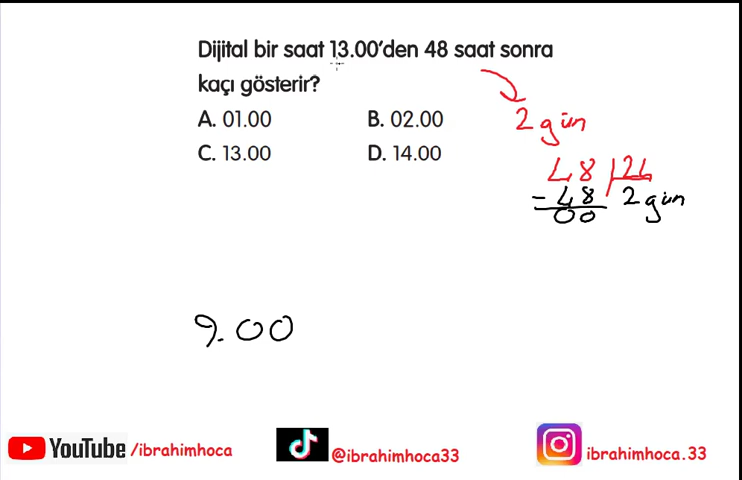 Dijital bir saat 13.00'den 48 saat sonra
kaçı gösterir?
A. 01.00 B. 02.00
C. 13.00 D. 14.00
2 gün
48 24
- 48 2 gün
00
9.00
YouTube /ibrahimhoca
@ibrahimhoca33
ibrahimhoca.33